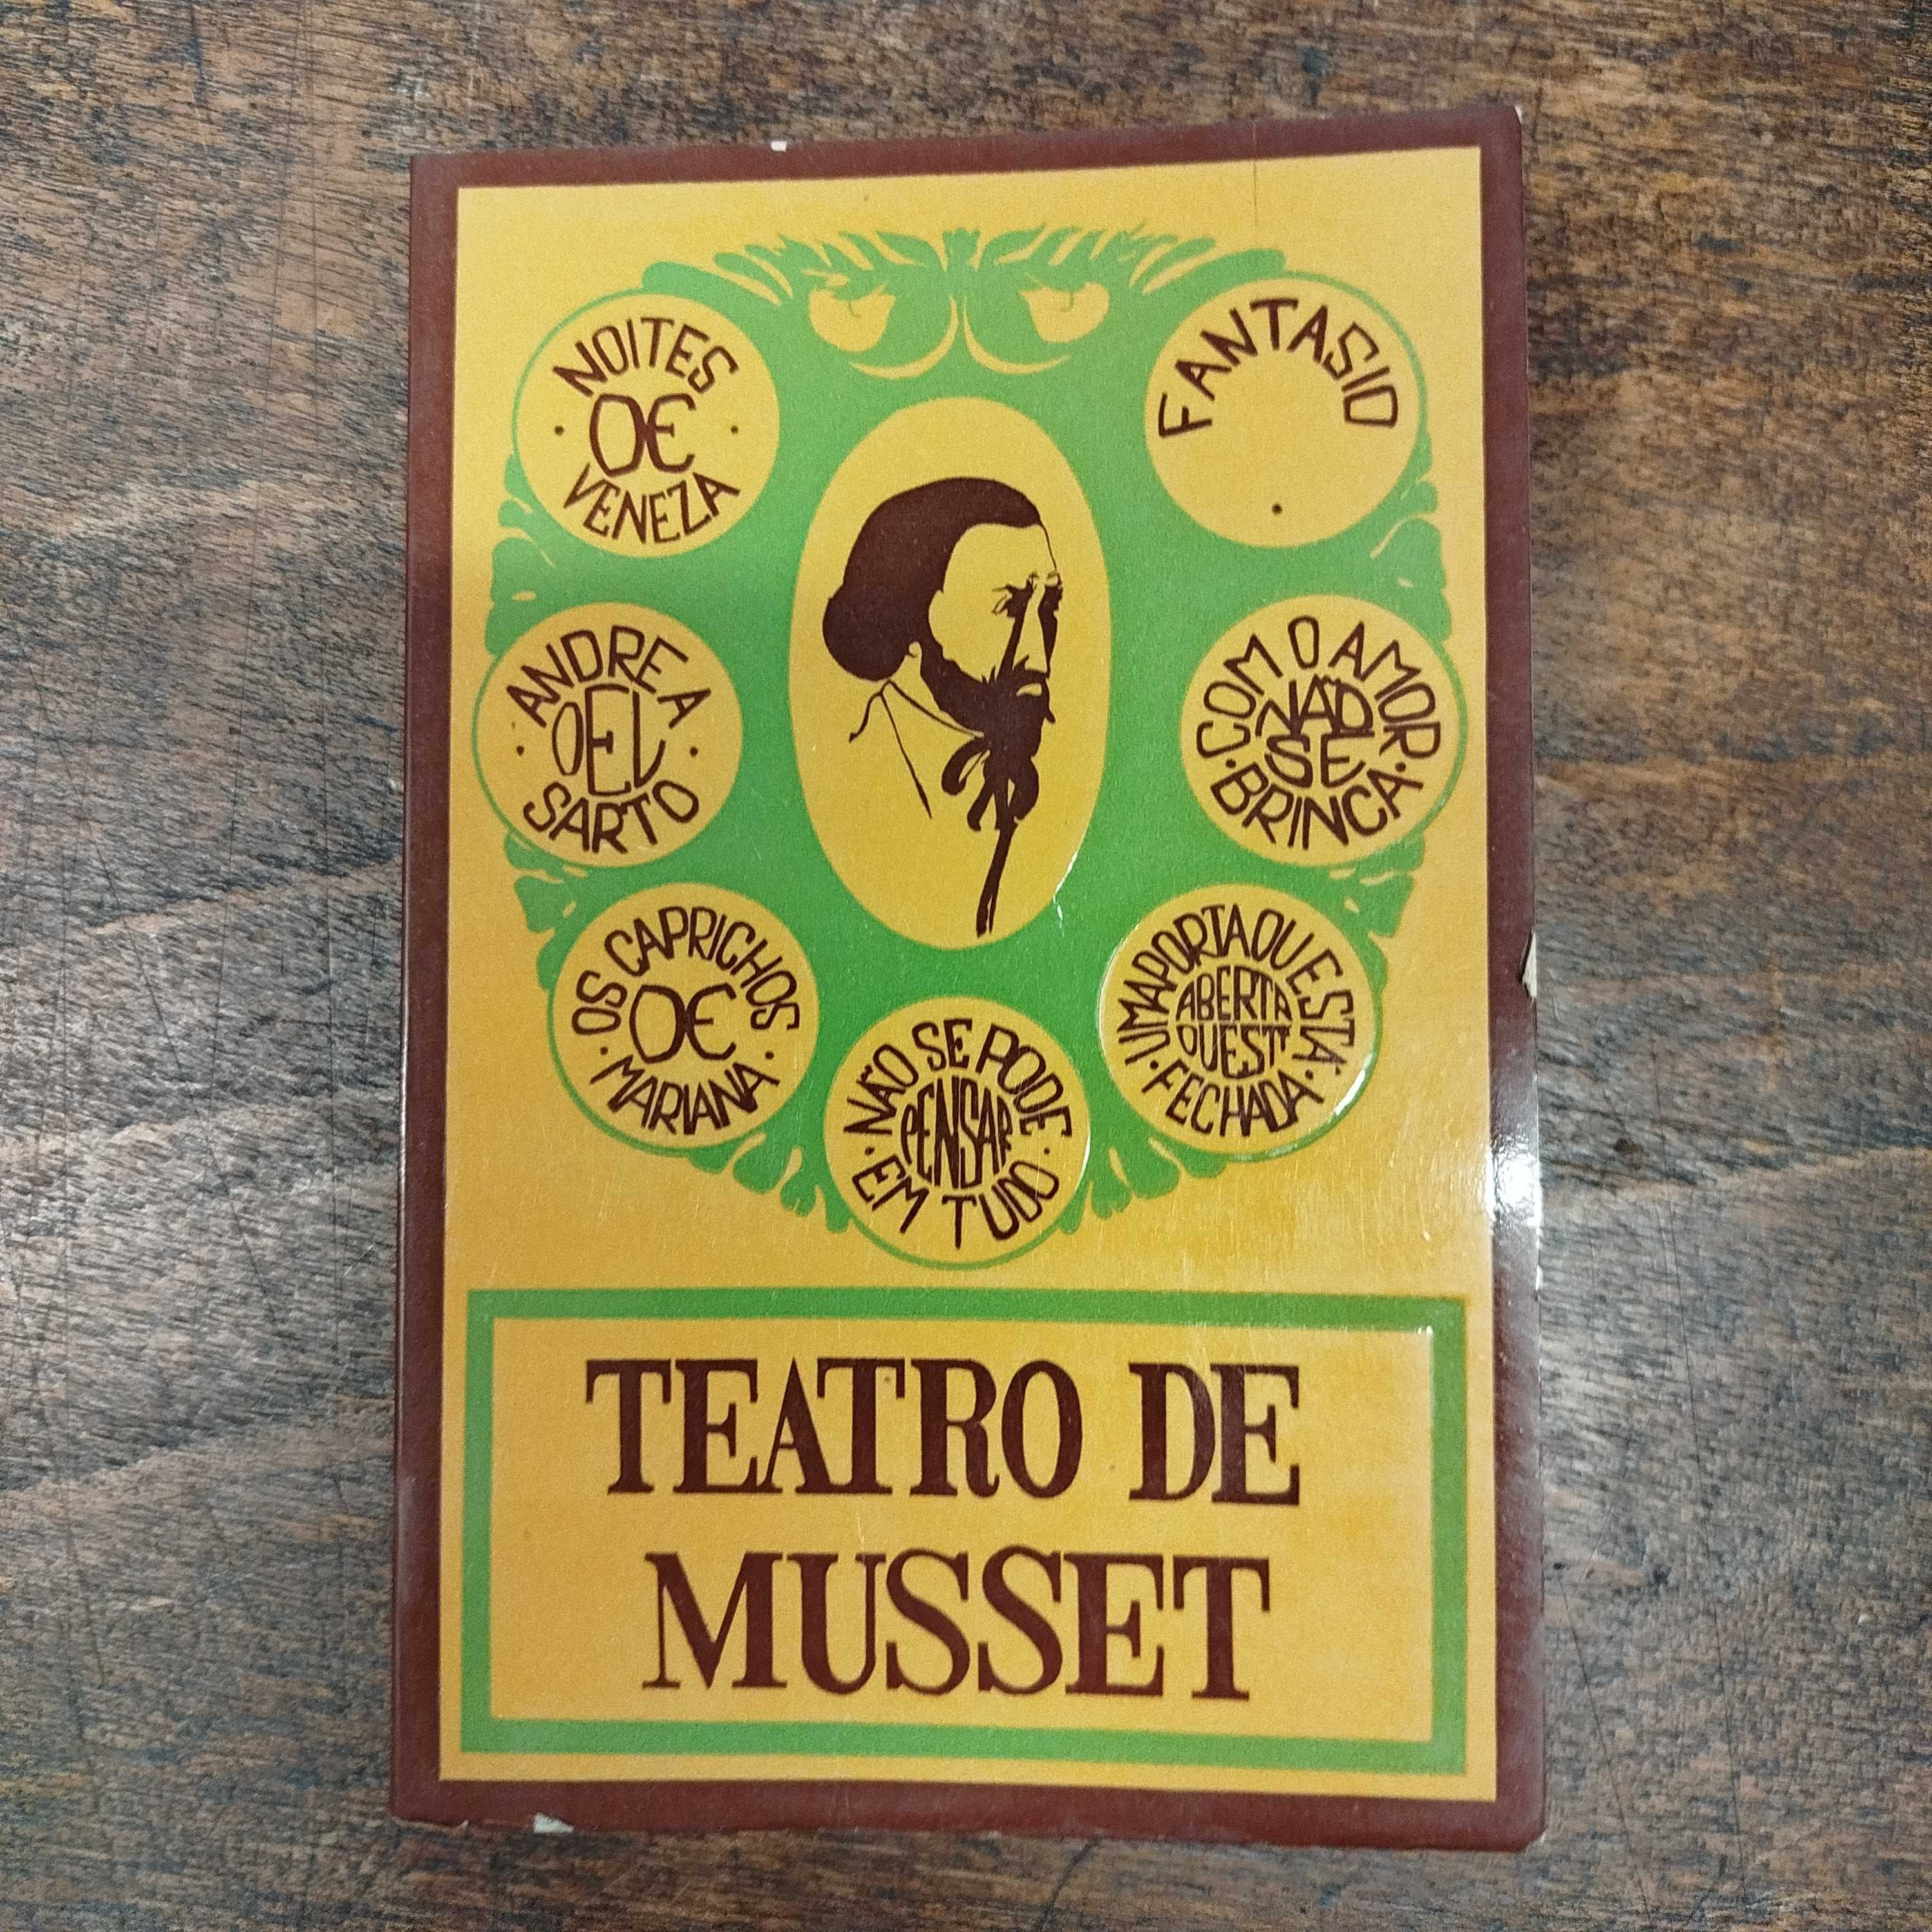 NOITES
DE
VENEZA
FANTASIO
ANDREA
DEL
SARTO
COM O AMOR
NÃO
SE
BRINCA
OS CAPRICHOS
DE
MARIANA
UMA PORTA OU ESTÁ
ABERTA
OU EST
FECHADA
NÃO SE PODE
PENSAR
EM TUDO
TEATRO DE
MUSSET